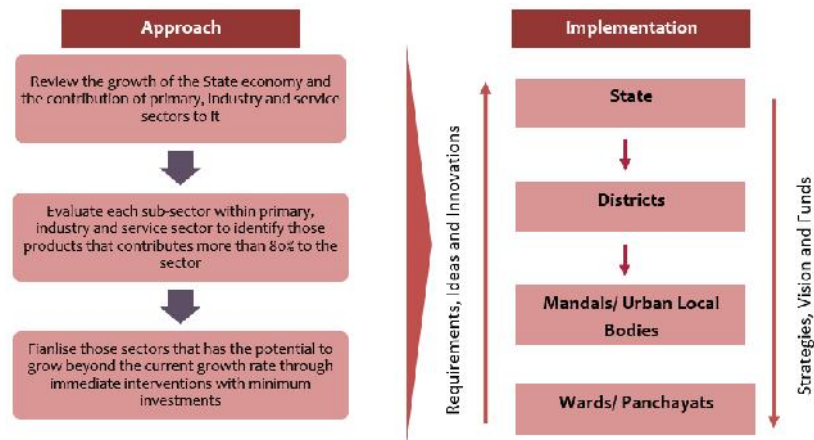 Approach
Review the growth of the State economy and
the contribution of primary, industry and service
sectors to it
Evaluate each sub-sector within primary,
industry and service sector to identify those
products that contributes more than 80% to the
sector
Fianlise those sectors that has the potential to
grow beyond the current growth rate through
immediate interventions with minimum
investments
Implementation
Requirements, Ideas and Innovations
State
Districts
Mandals/ Urban Local
Bodies
Wards/ Panchayats
Strategies, Vision and Funds